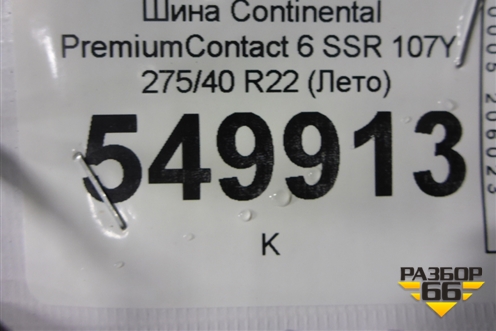 Шина Continental
PremiumContact 6 SSR 107Y
275/40 R22 (Лето)
549913
К
РАЗБОР
66